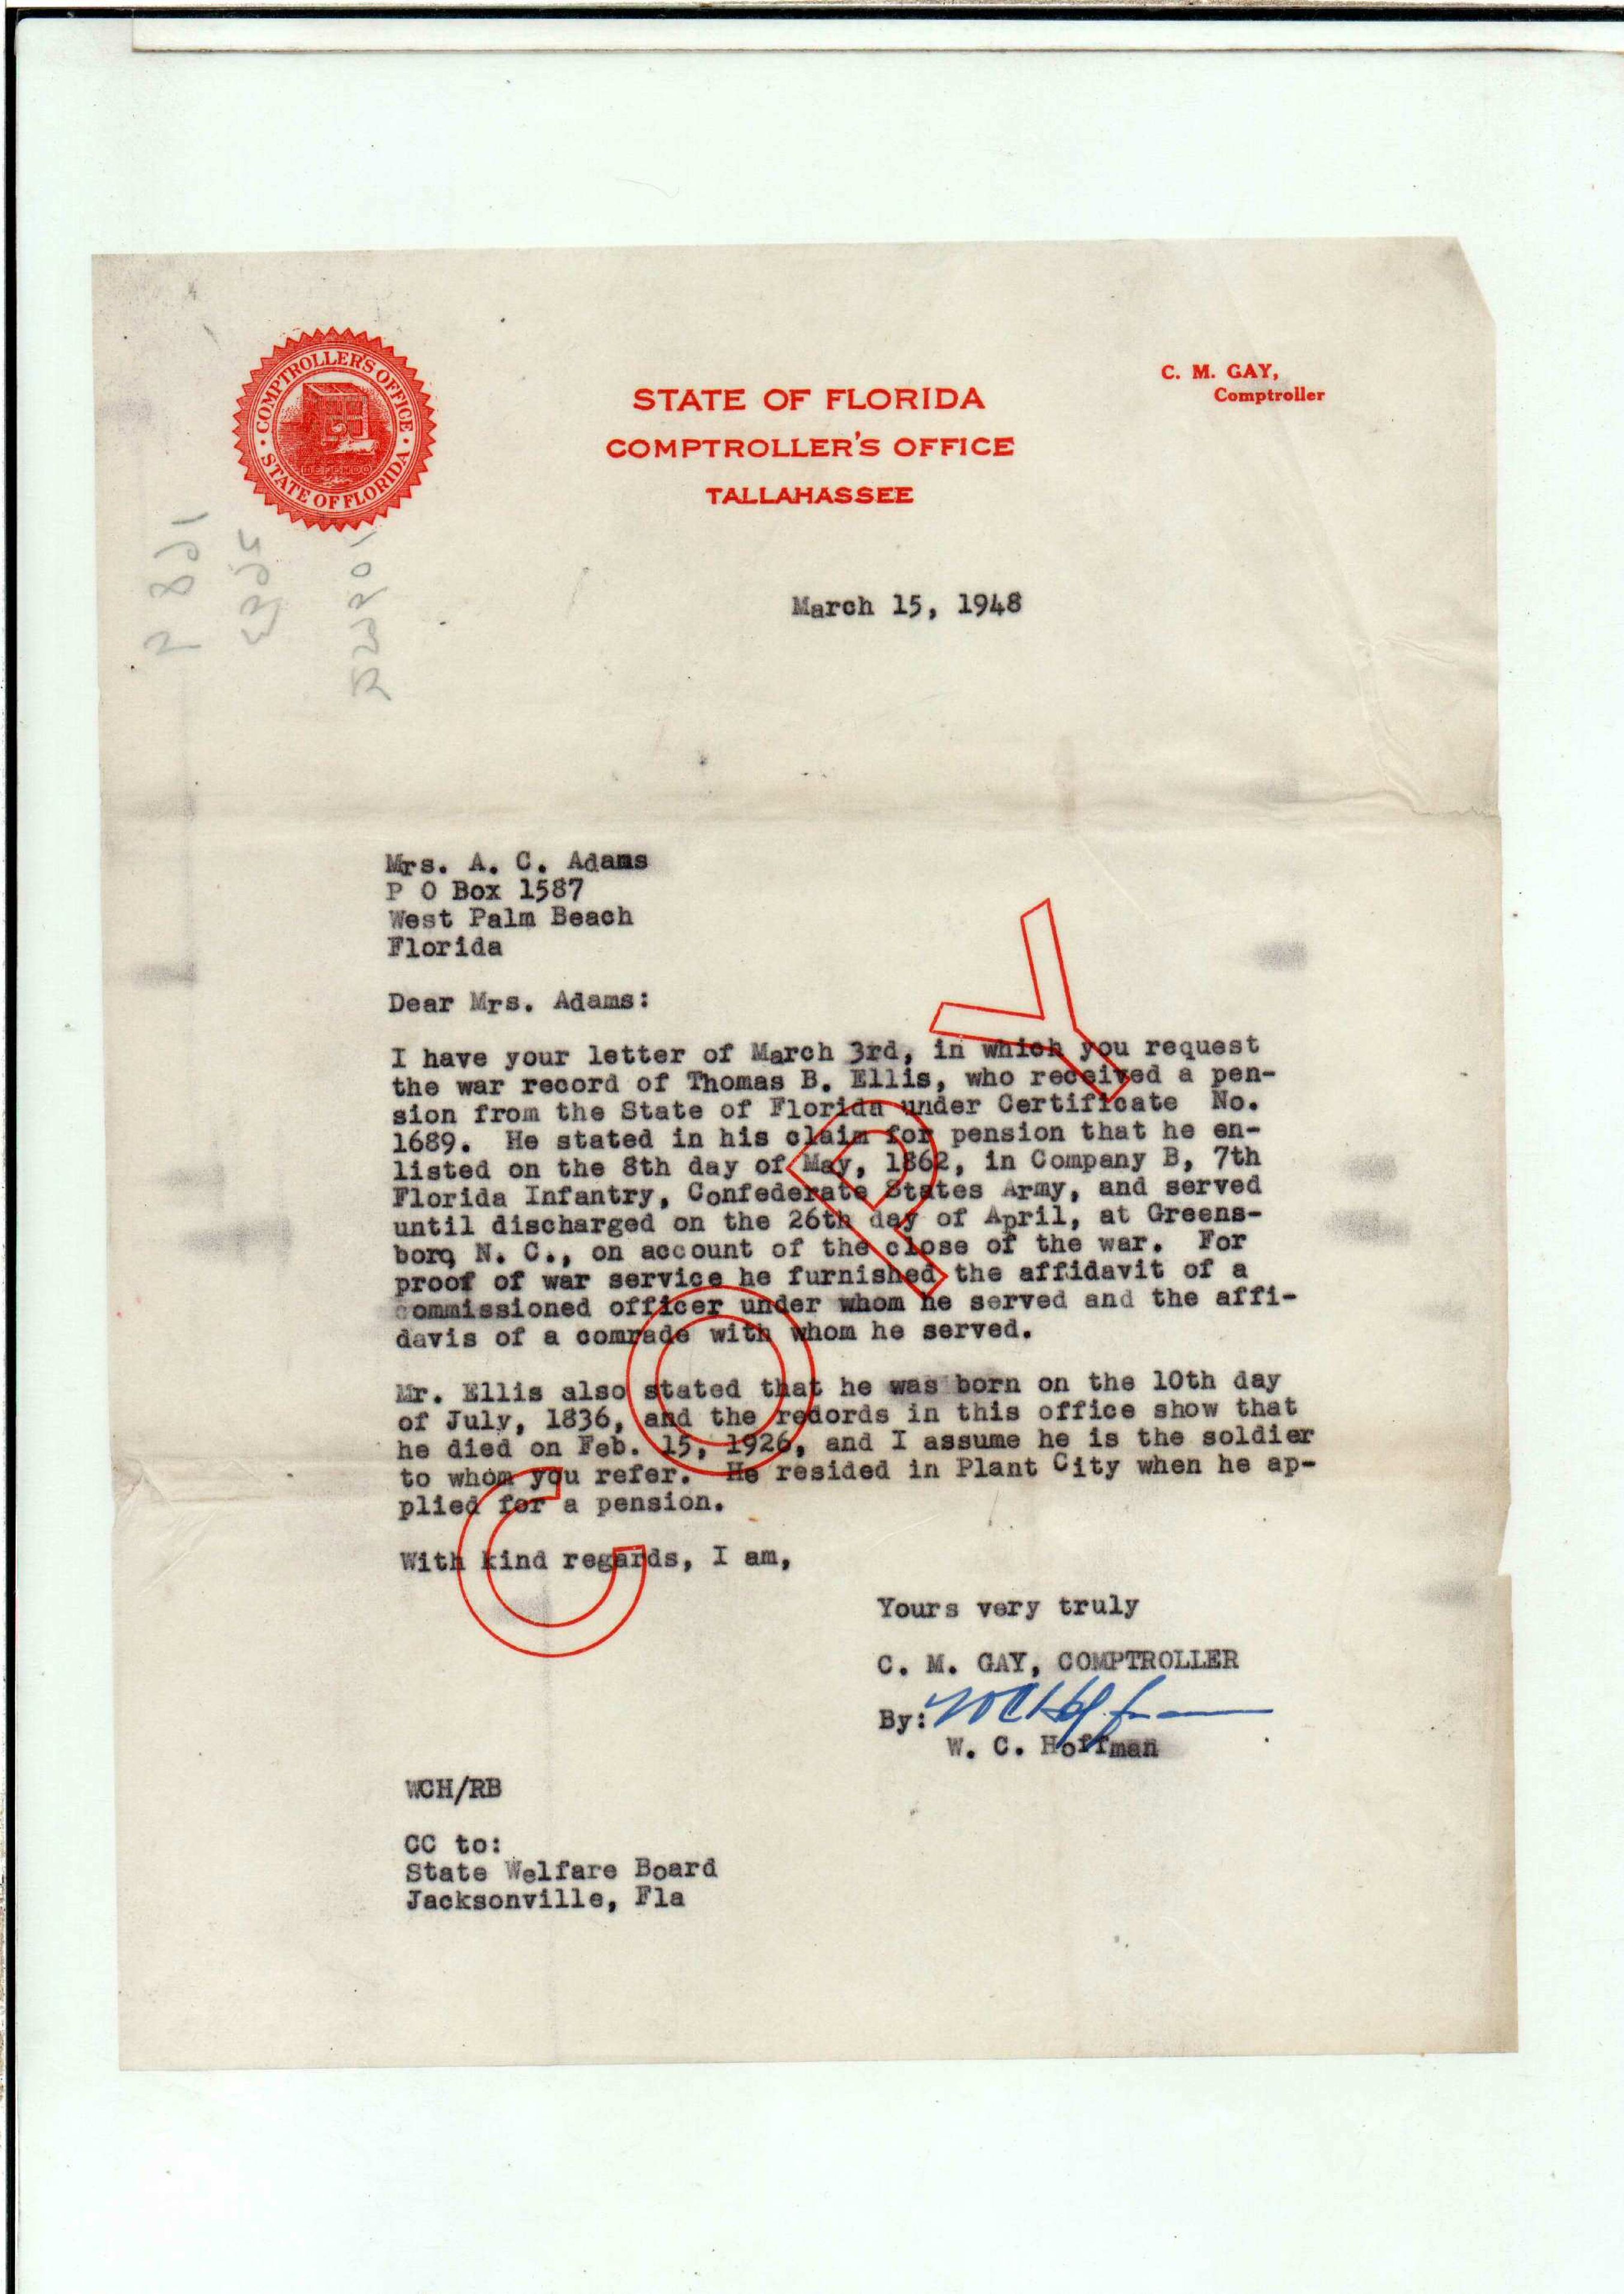 COMPTROLLER'S OFFICE
STATE OF FLORIDA
DEFENDO
STATE OF FLORIDA
COMPTROLLER'S OFFICE
TALLAHASSEE
C. M. GAY,
Comptroller
March 15, 1948
Mrs. A. C. Adams
P O Box 1587
West Palm Beach
Florida
Dear Mrs. Adams:
I have your letter of March 3rd, in which you request
the war record of Thomas B. Ellis, who received a pen-
sion from the State of Florida under Certificate No.
1689. He stated in his claim for pension that he en-
listed on the 8th day of May, 1862, in Company B, 7th
Florida Infantry, Confederate States Army, and served
until discharged on the 26th day of April, at Greens-
boro, N. C., on account of the close of the war. For
proof of war service he furnished the affidavit of a
commissioned officer under whom he served and the affi-
davis of a comrade with whom he served.
Mr. Ellis also stated that he was born on the 10th day
of July, 1836, and the redords in this office show that
he died on Feb. 15, 1926, and I assume he is the soldier
to whom you refer. He resided in Plant City when he ap-
plied for a pension.
With kind regards, I am,
Yours very truly
C. M. GAY, COMPTROLLER
By: WC Hoffman
W. C. Hoffman
WCH/RB
CC to:
State Welfare Board
Jacksonville, Fla
COPY